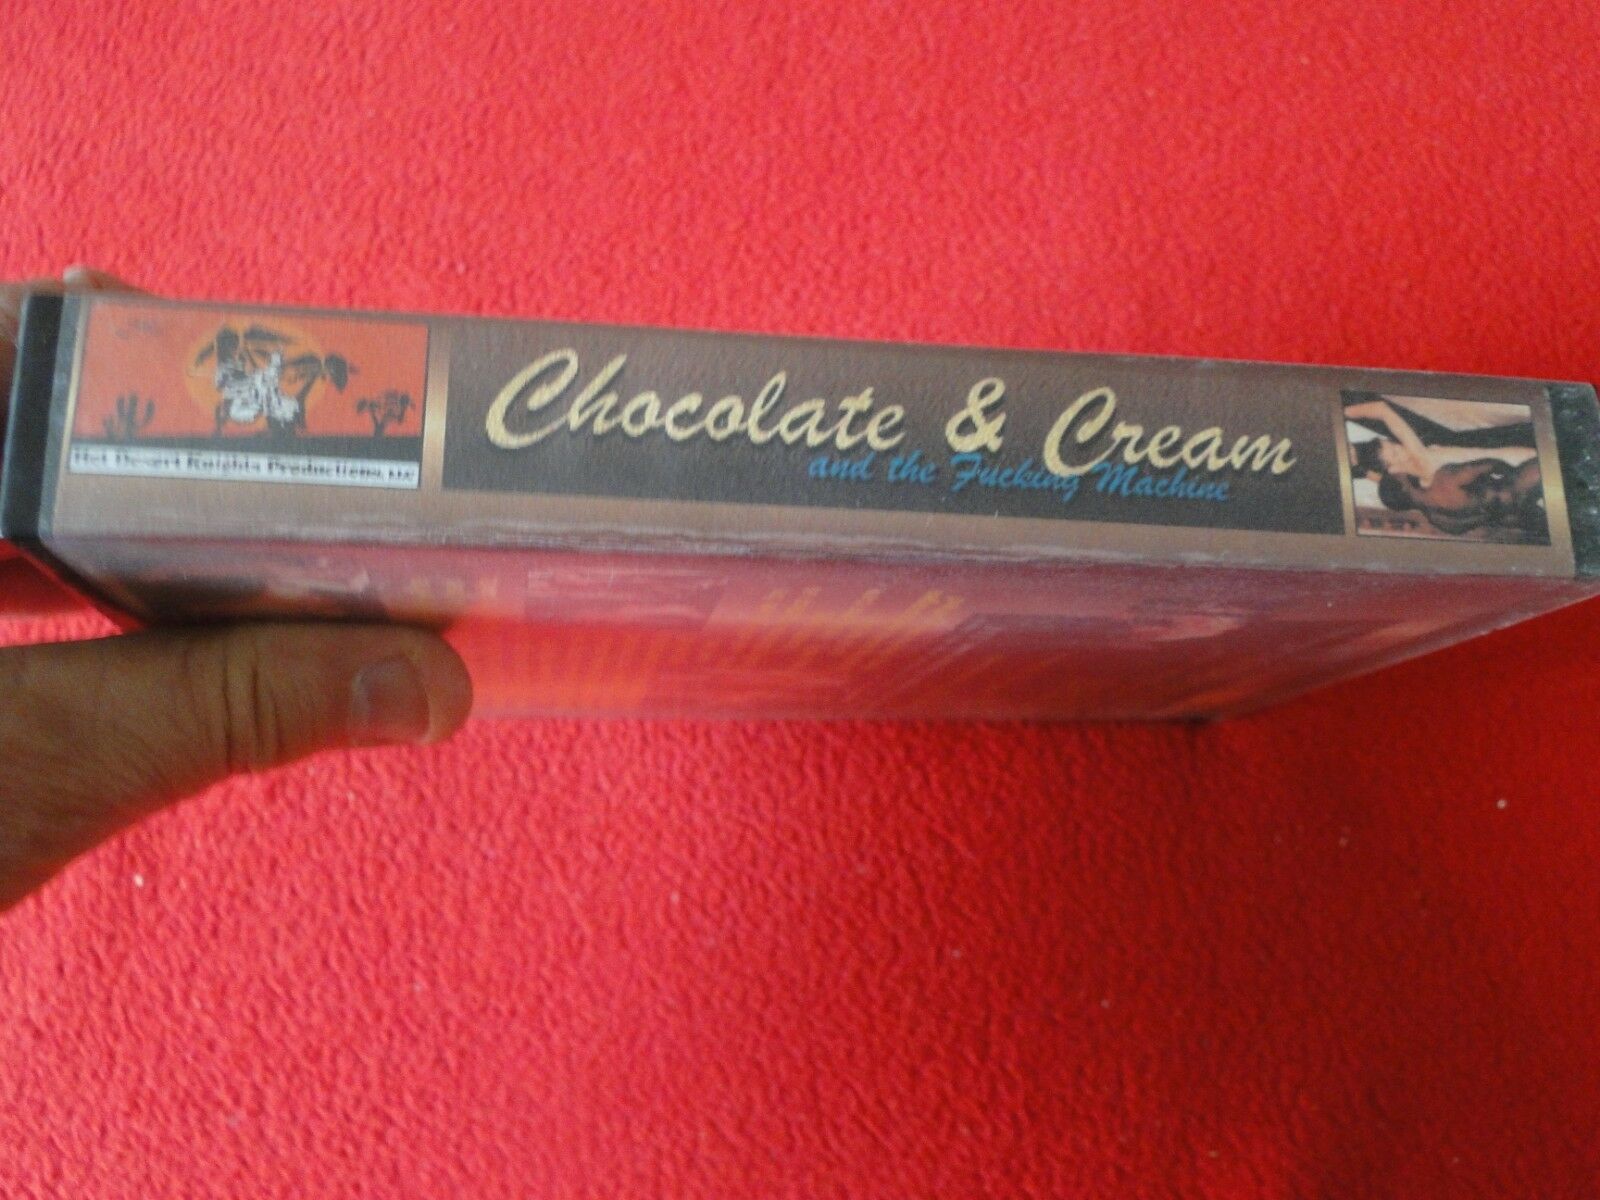 Chocolate & Cream
and the Fucking Machine
Hot Desert Knights Productions, LLC